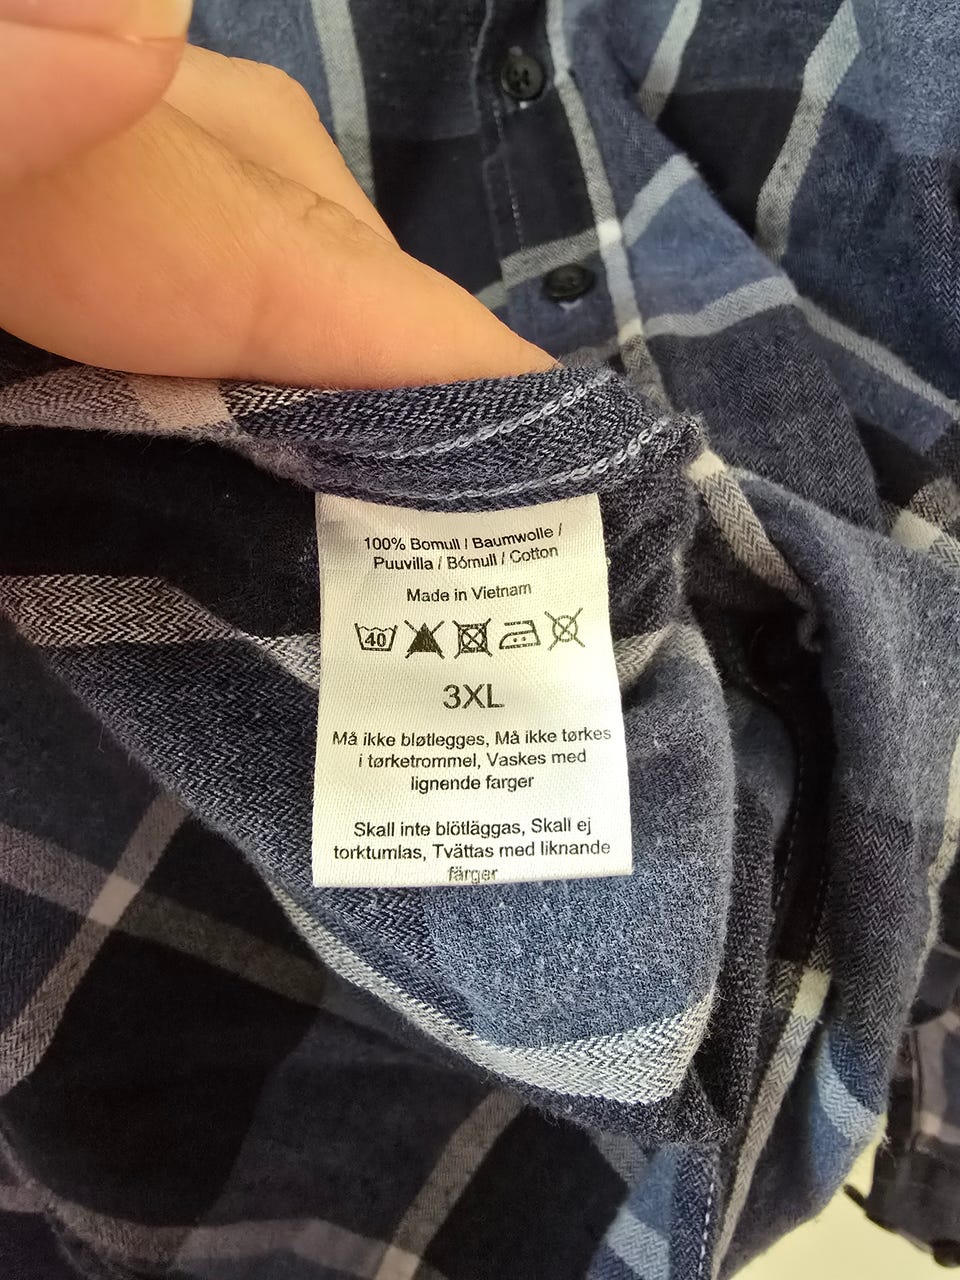 100% Bomull / Baumwolle /
Puuvilla / Bómull / Cotton
Made in Vietnam
40
3XL
Må ikke bløtlegges, Må ikke tørkes
i tørketrommel, Vaskes med
lignende farger
Skall inte blötläggas, Skall ej
torktumlas, Tvättas med liknande
färger